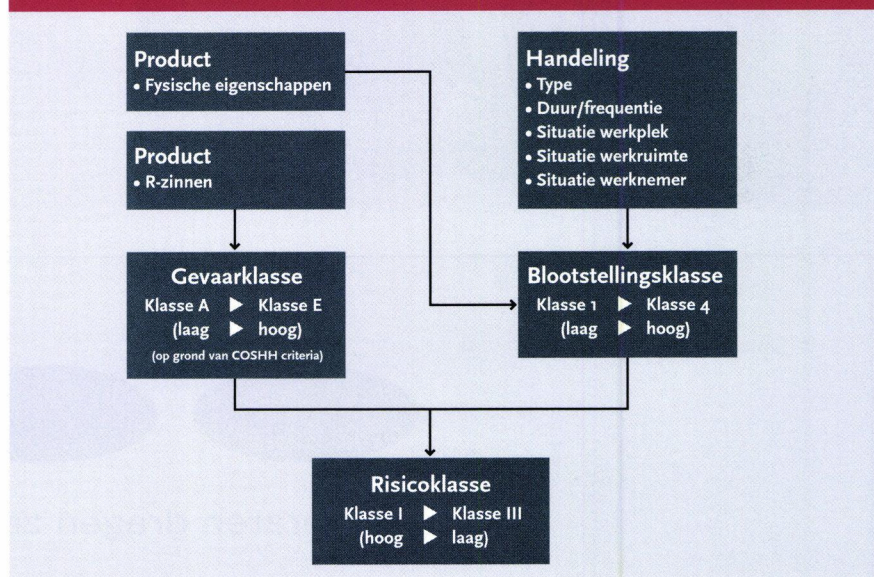 Product
• Fysische eigenschappen
Product
• R-zinnen
Handeling
• Type
• Duur/frequentie
• Situatie werkplek
• Situatie werkruimte
• Situatie werknemer
Gevaarklasse
Klasse A ▶ Klasse E
(laag ▶ hoog)
(op grond van COSHH criteria)
Blootstellingsklasse
Klasse 1 ▶ Klasse 4
(laag ▶ hoog)
Risicoklasse
Klasse I ▶ Klasse III
(hoog ▶ laag)